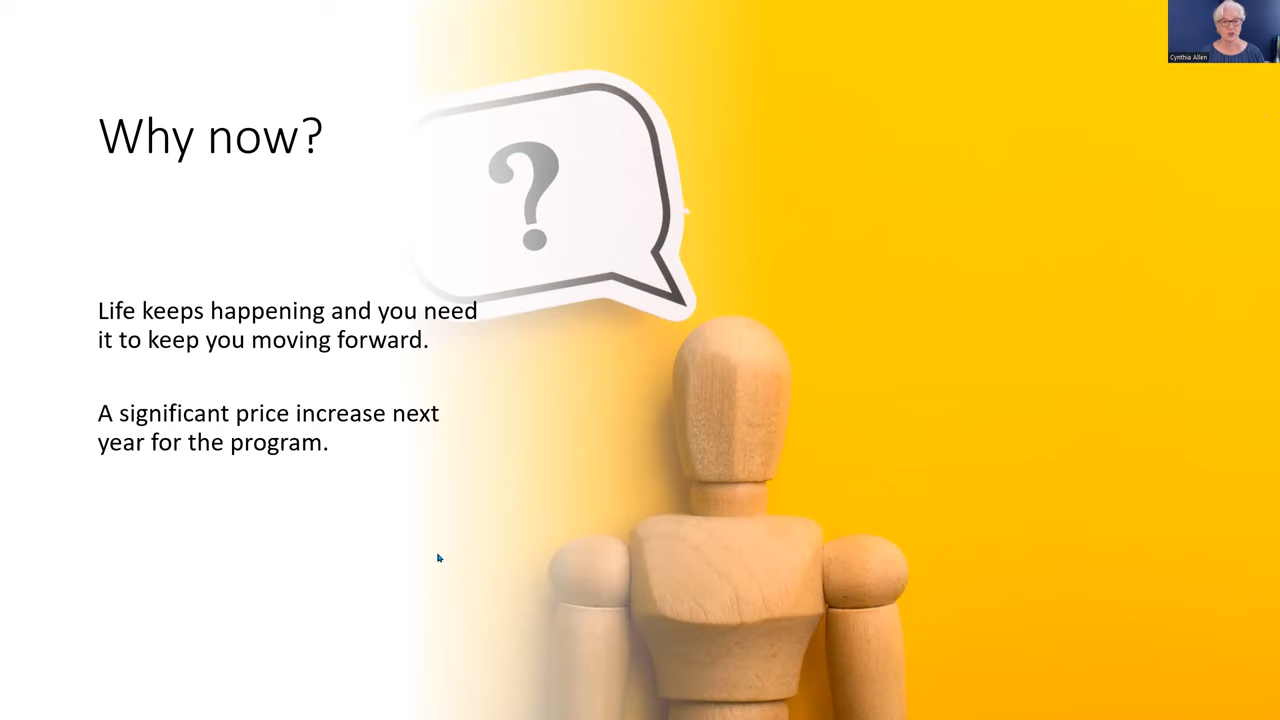 Cynthia Allen
Why now?
?
Life keeps happening and you need
it to keep you moving forward.
A significant price increase next
year for the program.